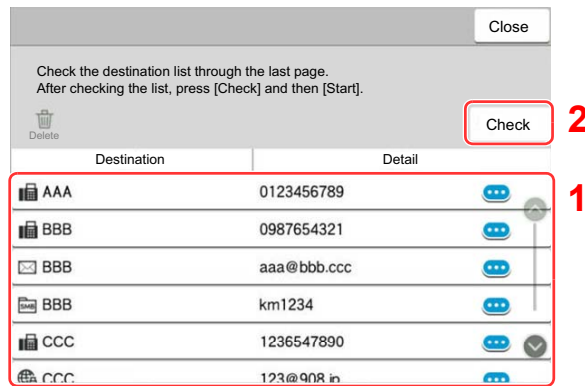 Close
Check the destination list through the last page.
After checking the list, press [Check] and then [Start].
Delete
Check
2
Destination Detail
1
AAA 0123456789
BBB 0987654321
BBB aaa@bbb.ccc
SMB BBB km1234
CCC 1236547890
CCC 123@908.jp